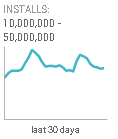 INSTALLS:
10,000,000 -
50,000,000
last 30 days